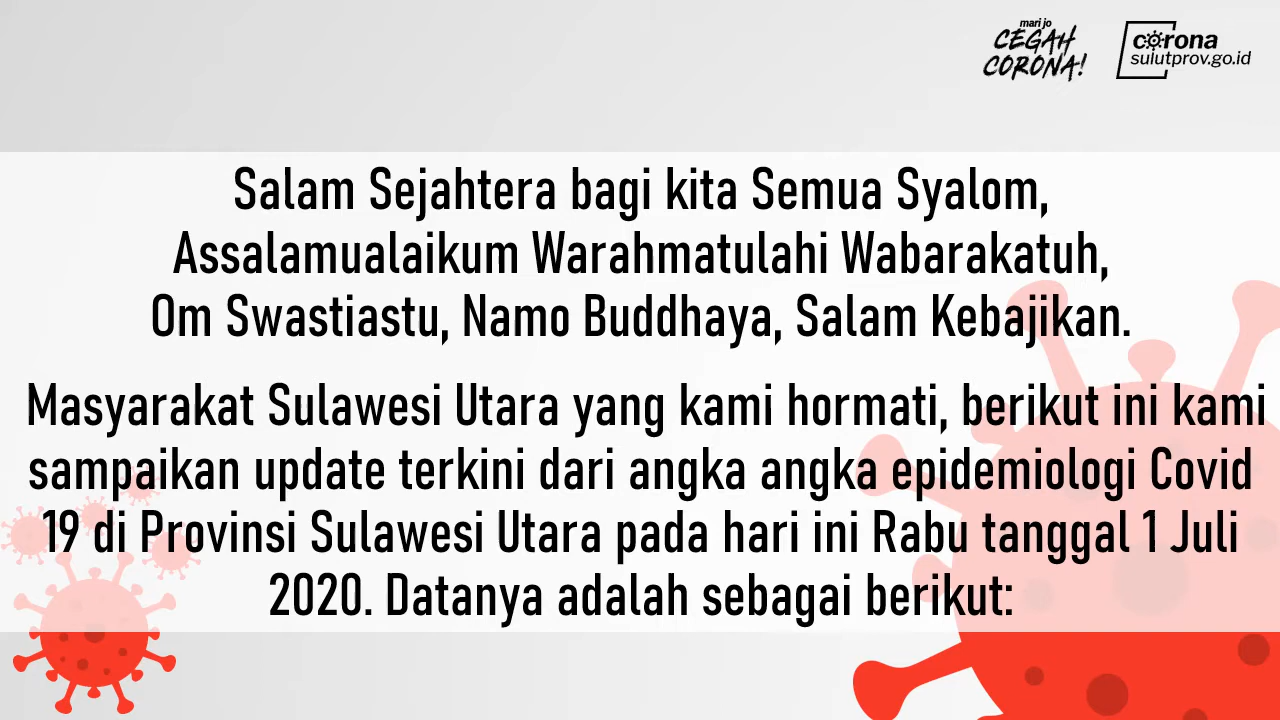 mari jo
CEGAH
CORONA!
corona
sulutprov.go.id
Salam Sejahtera bagi kita Semua Syalom,
Assalamualaikum Warahmatulahi Wabarakatuh,
Om Swastiastu, Namo Buddhaya, Salam Kebajikan.
Masyarakat Sulawesi Utara yang kami hormati, berikut ini kami
sampaikan update terkini dari angka angka epidemiologi Covid
19 di Provinsi Sulawesi Utara pada hari ini Rabu tanggal 1 Juli
2020. Datanya adalah sebagai berikut: